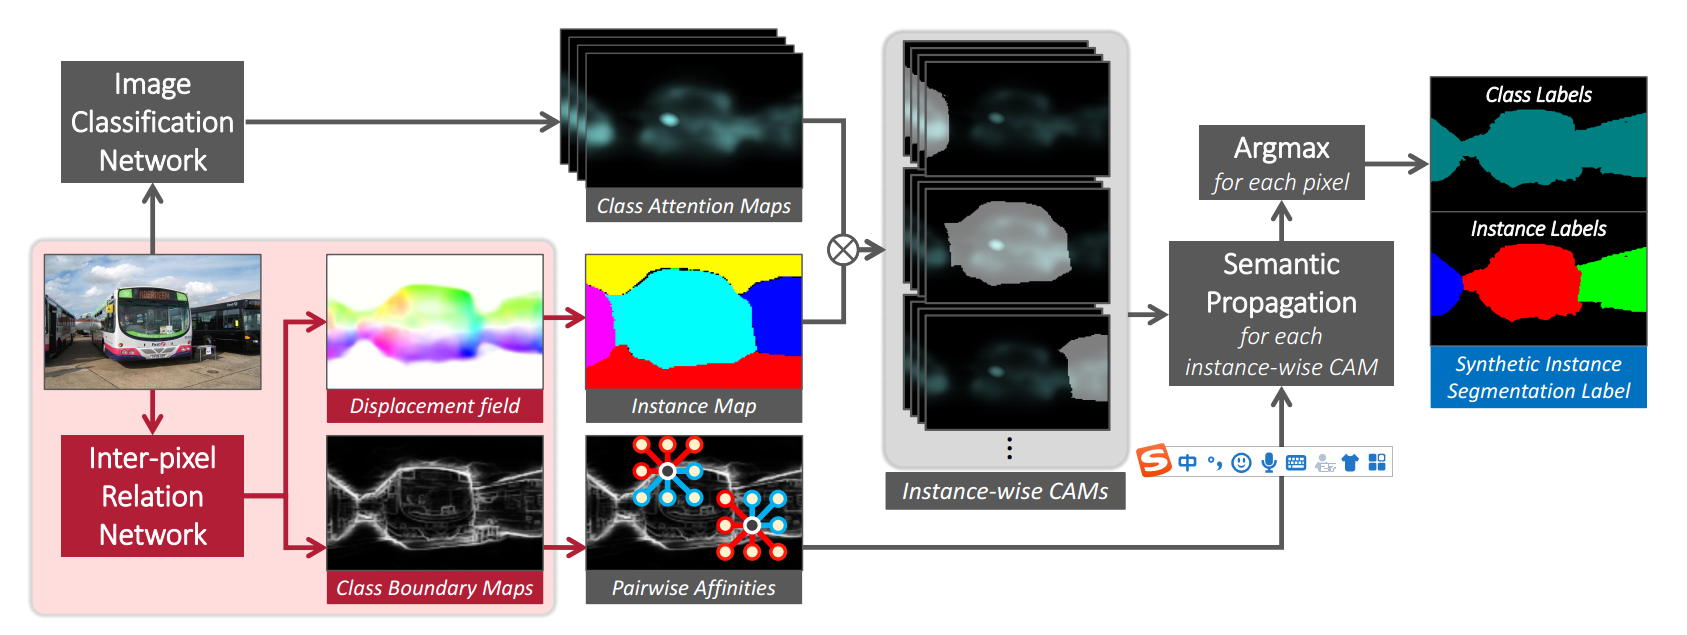 Image
Classification
Network
Class Attention Maps
Displacement field
Instance Map
Inter-pixel
Relation
Network
Class Boundary Maps
Pairwise Affinities
Instance-wise CAMs
Semantic
Propagation
for each
instance-wise CAM
Argmax
for each pixel
Class Labels
Instance Labels
Synthetic Instance
Segmentation Label
S 中